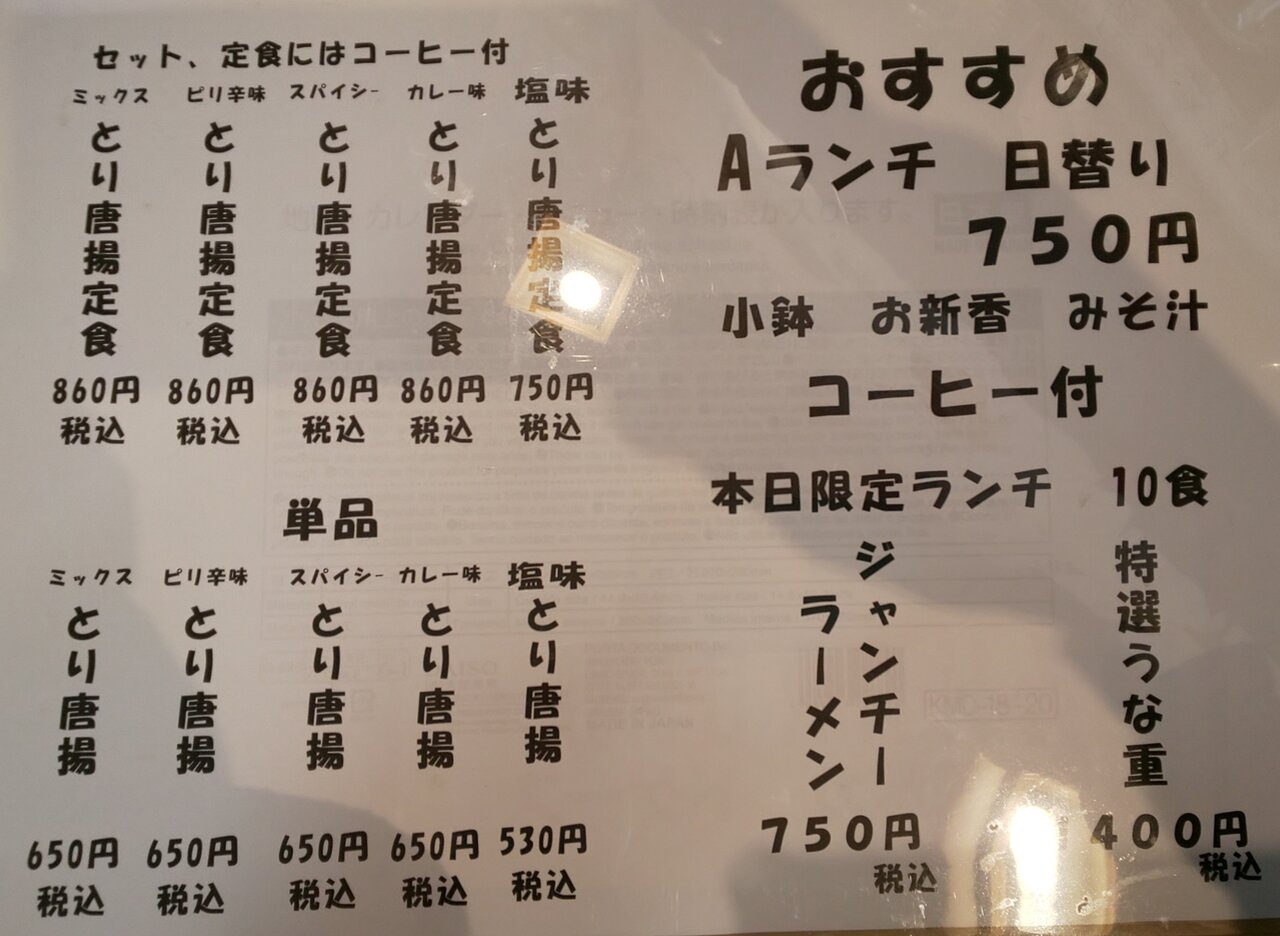 セット、定食にはコーヒー付
ミックス
とり唐揚定食
860円
税込
ピリ辛味
とり唐揚定食
860円
税込
スパイシー
とり唐揚定食
860円
税込
カレー味
とり唐揚定食
860円
税込
塩味
とり唐揚定食
750円
税込
単品
ミックス
とり唐揚
650円
税込
ピリ辛味
とり唐揚
650円
税込
スパイシー
とり唐揚
650円
税込
カレー味
とり唐揚
650円
税込
塩味
とり唐揚
530円
税込
おすすめ
Aランチ 日替り
750円
小鉢 お新香 みそ汁
コーヒー付
本日限定ランチ 10食
ジャンチー
ラーメン
750円
税込
特選うな重
400円
税込